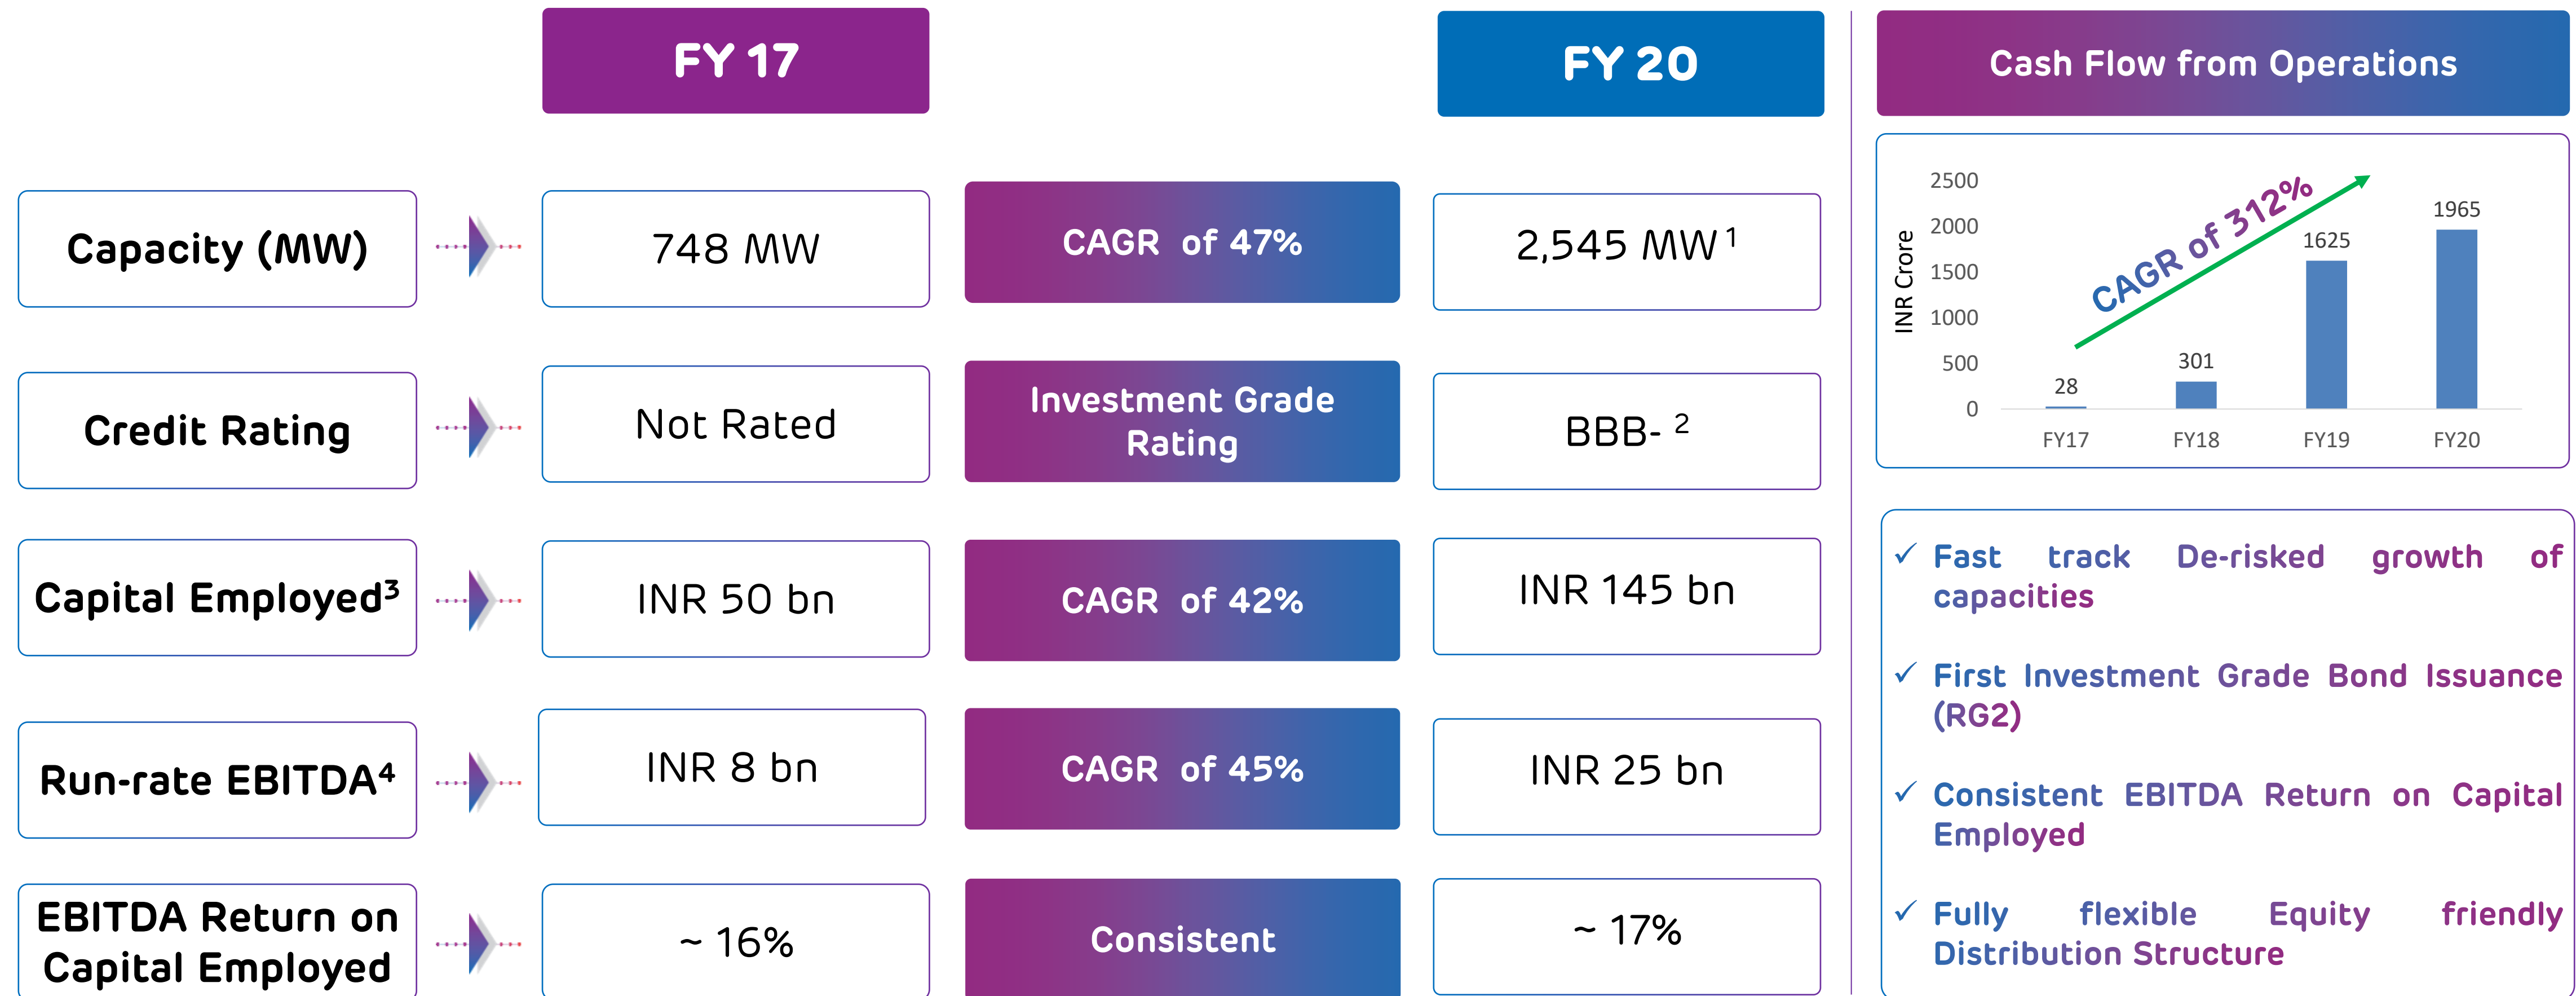 FY 17
FY 20
Capacity (MW)
748 MW
CAGR of 47%
2,545 MW 1
Credit Rating
Not Rated
Investment Grade
Rating
BBB- 2
Capital Employed3
INR 50 bn
CAGR of 42%
INR 145 bn
Run-rate EBITDA4
INR 8 bn
CAGR of 45%
INR 25 bn
EBITDA Return on
Capital Employed
~ 16%
Consistent
~ 17%
Cash Flow from Operations
INR Crore
2500
2000
1500
1000
500
0
CAGR of 312%
28
301
1625
1965
FY17
FY18
FY19
FY20
✓ Fast track De-risked growth of
capacities
✓ First Investment Grade Bond Issuance
(RG2)
✓ Consistent EBITDA Return on Capital
Employed
✓ Fully flexible Equity friendly
Distribution Structure